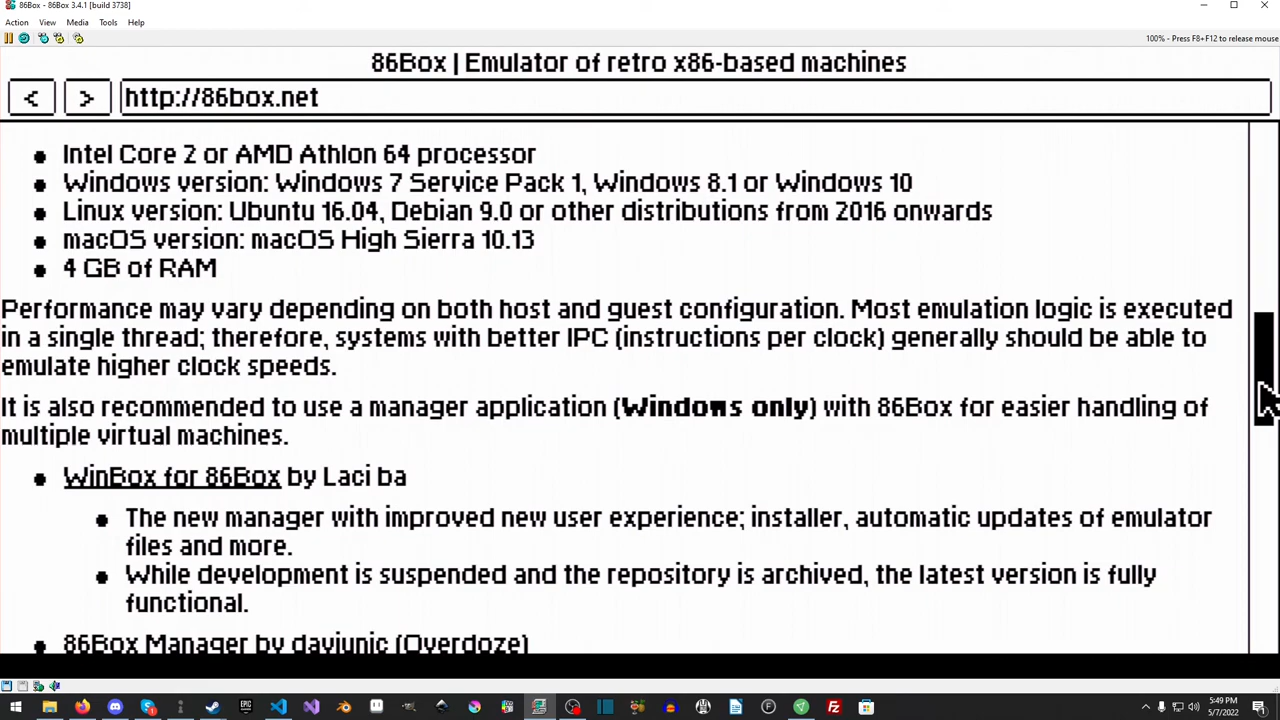 86Box - 86Box 3.4.1 [build 3738]
Action View Media Tools Help
100% - Press F8+F12 to release mouse
86Box | Emulator of retro x86-based machines
< > http://86box.net
• Intel Core 2 or AMD Athlon 64 processor
• Windows version: Windows 7 Service Pack 1, Windows 8.1 or Windows 10
• Linux version: Ubuntu 16.04, Debian 9.0 or other distributions from 2016 onwards
• macOS version: macOS High Sierra 10.13
• 4 GB of RAM
Performance may vary depending on both host and guest configuration. Most emulation logic is executed
in a single thread; therefore, systems with better IPC (instructions per clock) generally should be able to
emulate higher clock speeds.
It is also recommended to use a manager application (Windows only) with 86Box for easier handling of
multiple virtual machines.
• WinBox for 86Box by Laci ba
• The new manager with improved new user experience; installer, automatic updates of emulator
files and more.
• While development is suspended and the repository is archived, the latest version is fully
functional.
• 86Box Manager by daviunic (Overdoze)
5:49 PM
5/7/2022